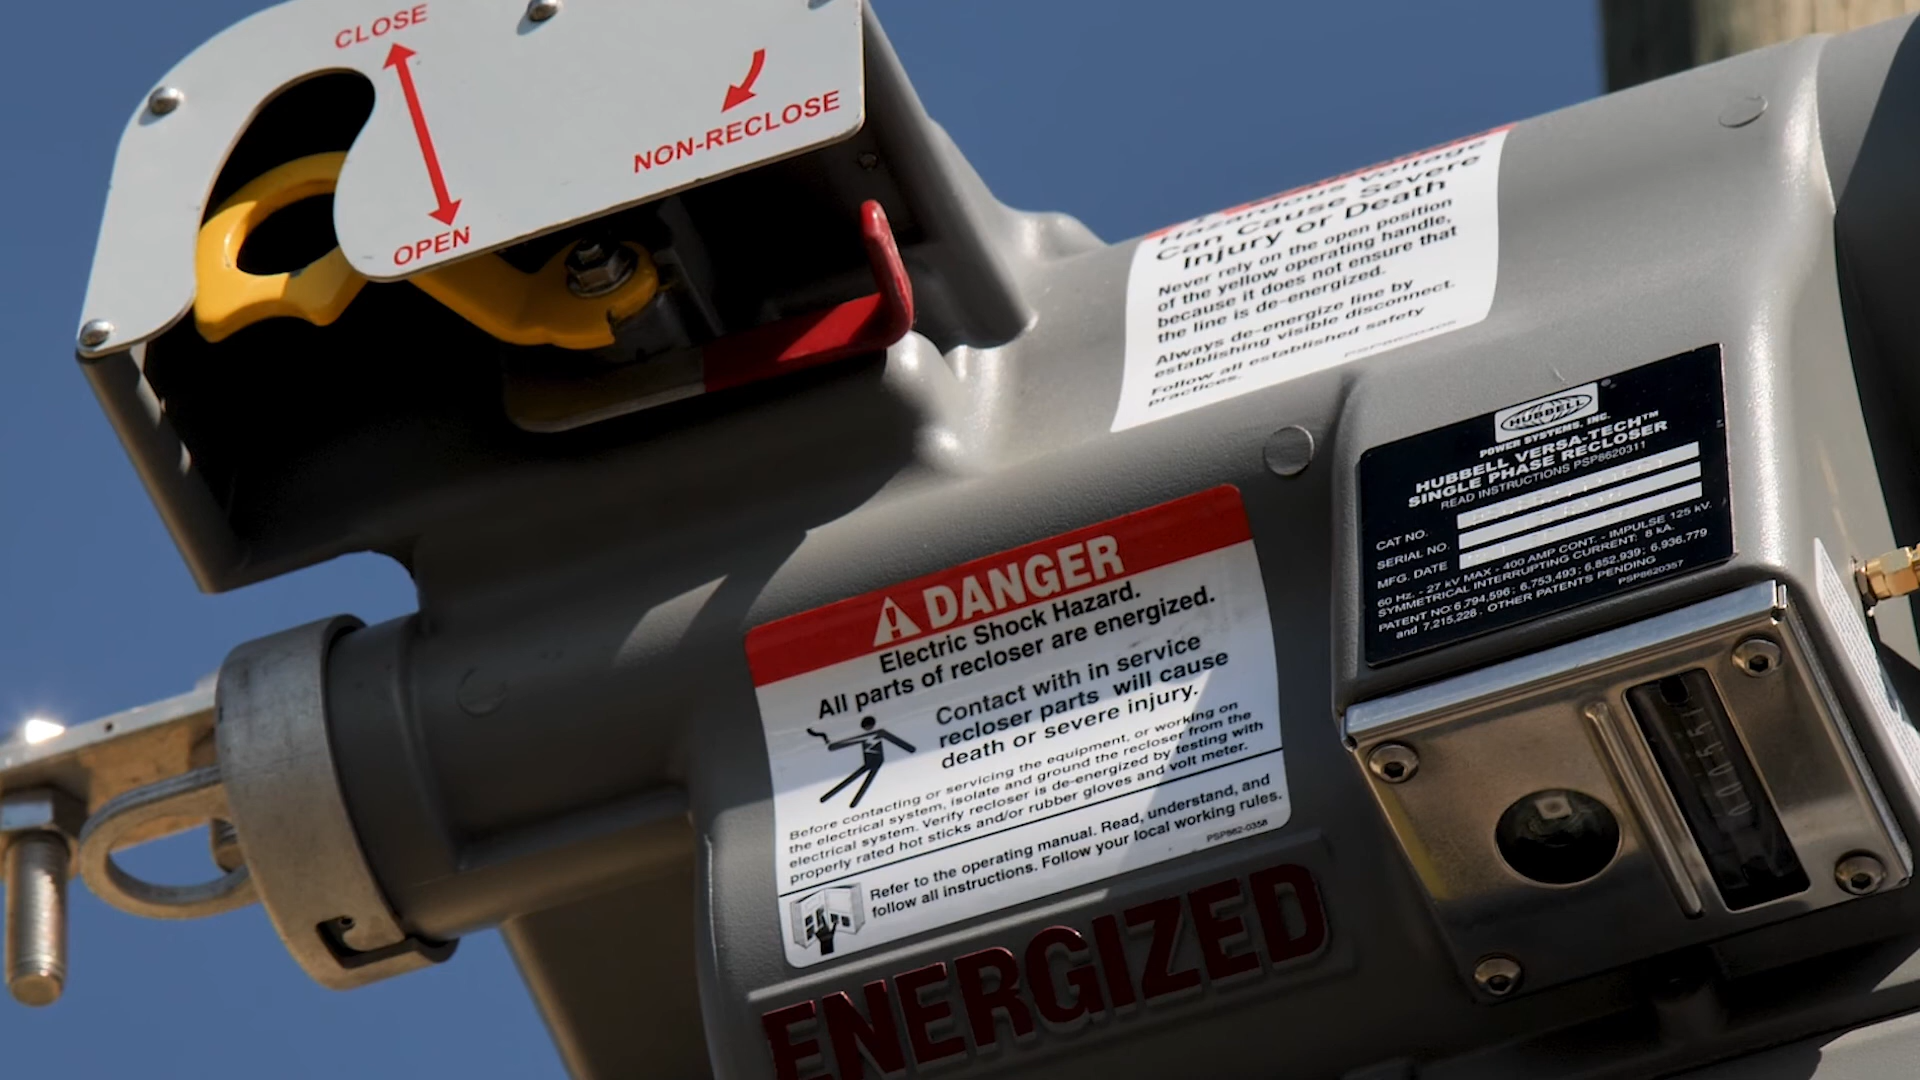 CLOSE
OPEN
NON-RECLOSE
Hazardous Voltage
Can Cause Severe
Injury or Death
Never rely on the open position
of the yellow operating handle,
because it does not ensure that
the line is de-energized.
Always de-energize line by
establishing visible disconnect.
Follow all established safety
practices.
HUBBELL
POWER SYSTEMS, INC.
HUBBELL VERSA-TECH™
SINGLE PHASE RECLOSER
READ INSTRUCTIONS PSP8620311
CAT NO.
SERIAL NO.
MFG. DATE
60 Hz. - 27 kV MAX - 400 AMP CONT. - IMPULSE 125 kV.
SYMMETRICAL INTERRUPTING CURRENT: 8 kA.
PATENT NO: 6,794,596; 6,753,493; 6,852,939; 6,936,779
and 7,215,228. OTHER PATENTS PENDING
PSP8620357
DANGER
Electric Shock Hazard.
All parts of recloser are energized.
Contact with in service
recloser parts will cause
death or severe injury.
Before contacting or servicing the equipment, or working on
the electrical system, isolate and ground the recloser from the
electrical system. Verify recloser is de-energized by testing with
properly rated hot sticks and/or rubber gloves and volt meter.
Refer to the operating manual. Read, understand, and
follow all instructions. Follow your local working rules.
PSP862-0358
ENERGIZED